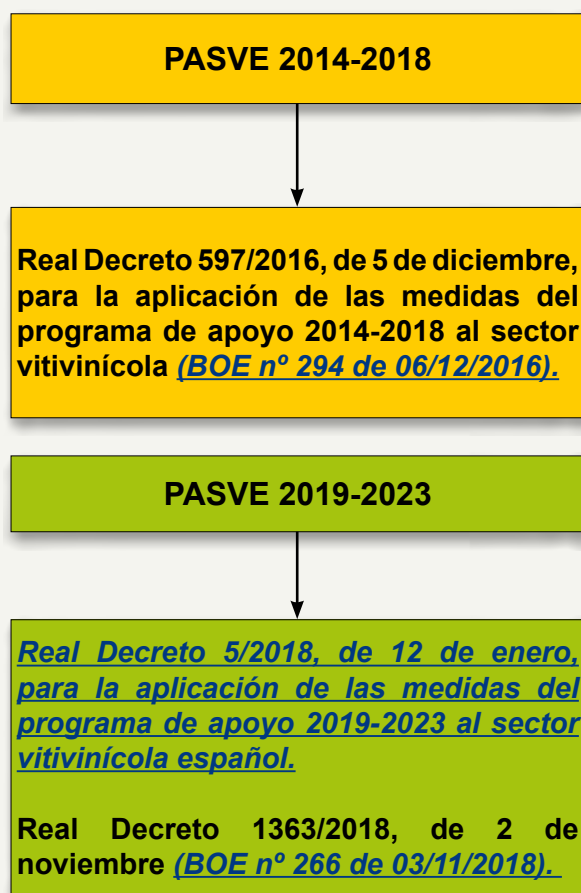 PASVE 2014-2018
Real Decreto 597/2016, de 5 de diciembre,
para la aplicación de las medidas del
programa de apoyo 2014-2018 al sector
vitivinícola (BOE nº 294 de 06/12/2016).
PASVE 2019-2023
Real Decreto 5/2018, de 12 de enero,
para la aplicación de las medidas del
programa de apoyo 2019-2023 al sector
vitivinícola español.
Real Decreto 1363/2018, de 2 de
noviembre (BOE nº 266 de 03/11/2018).